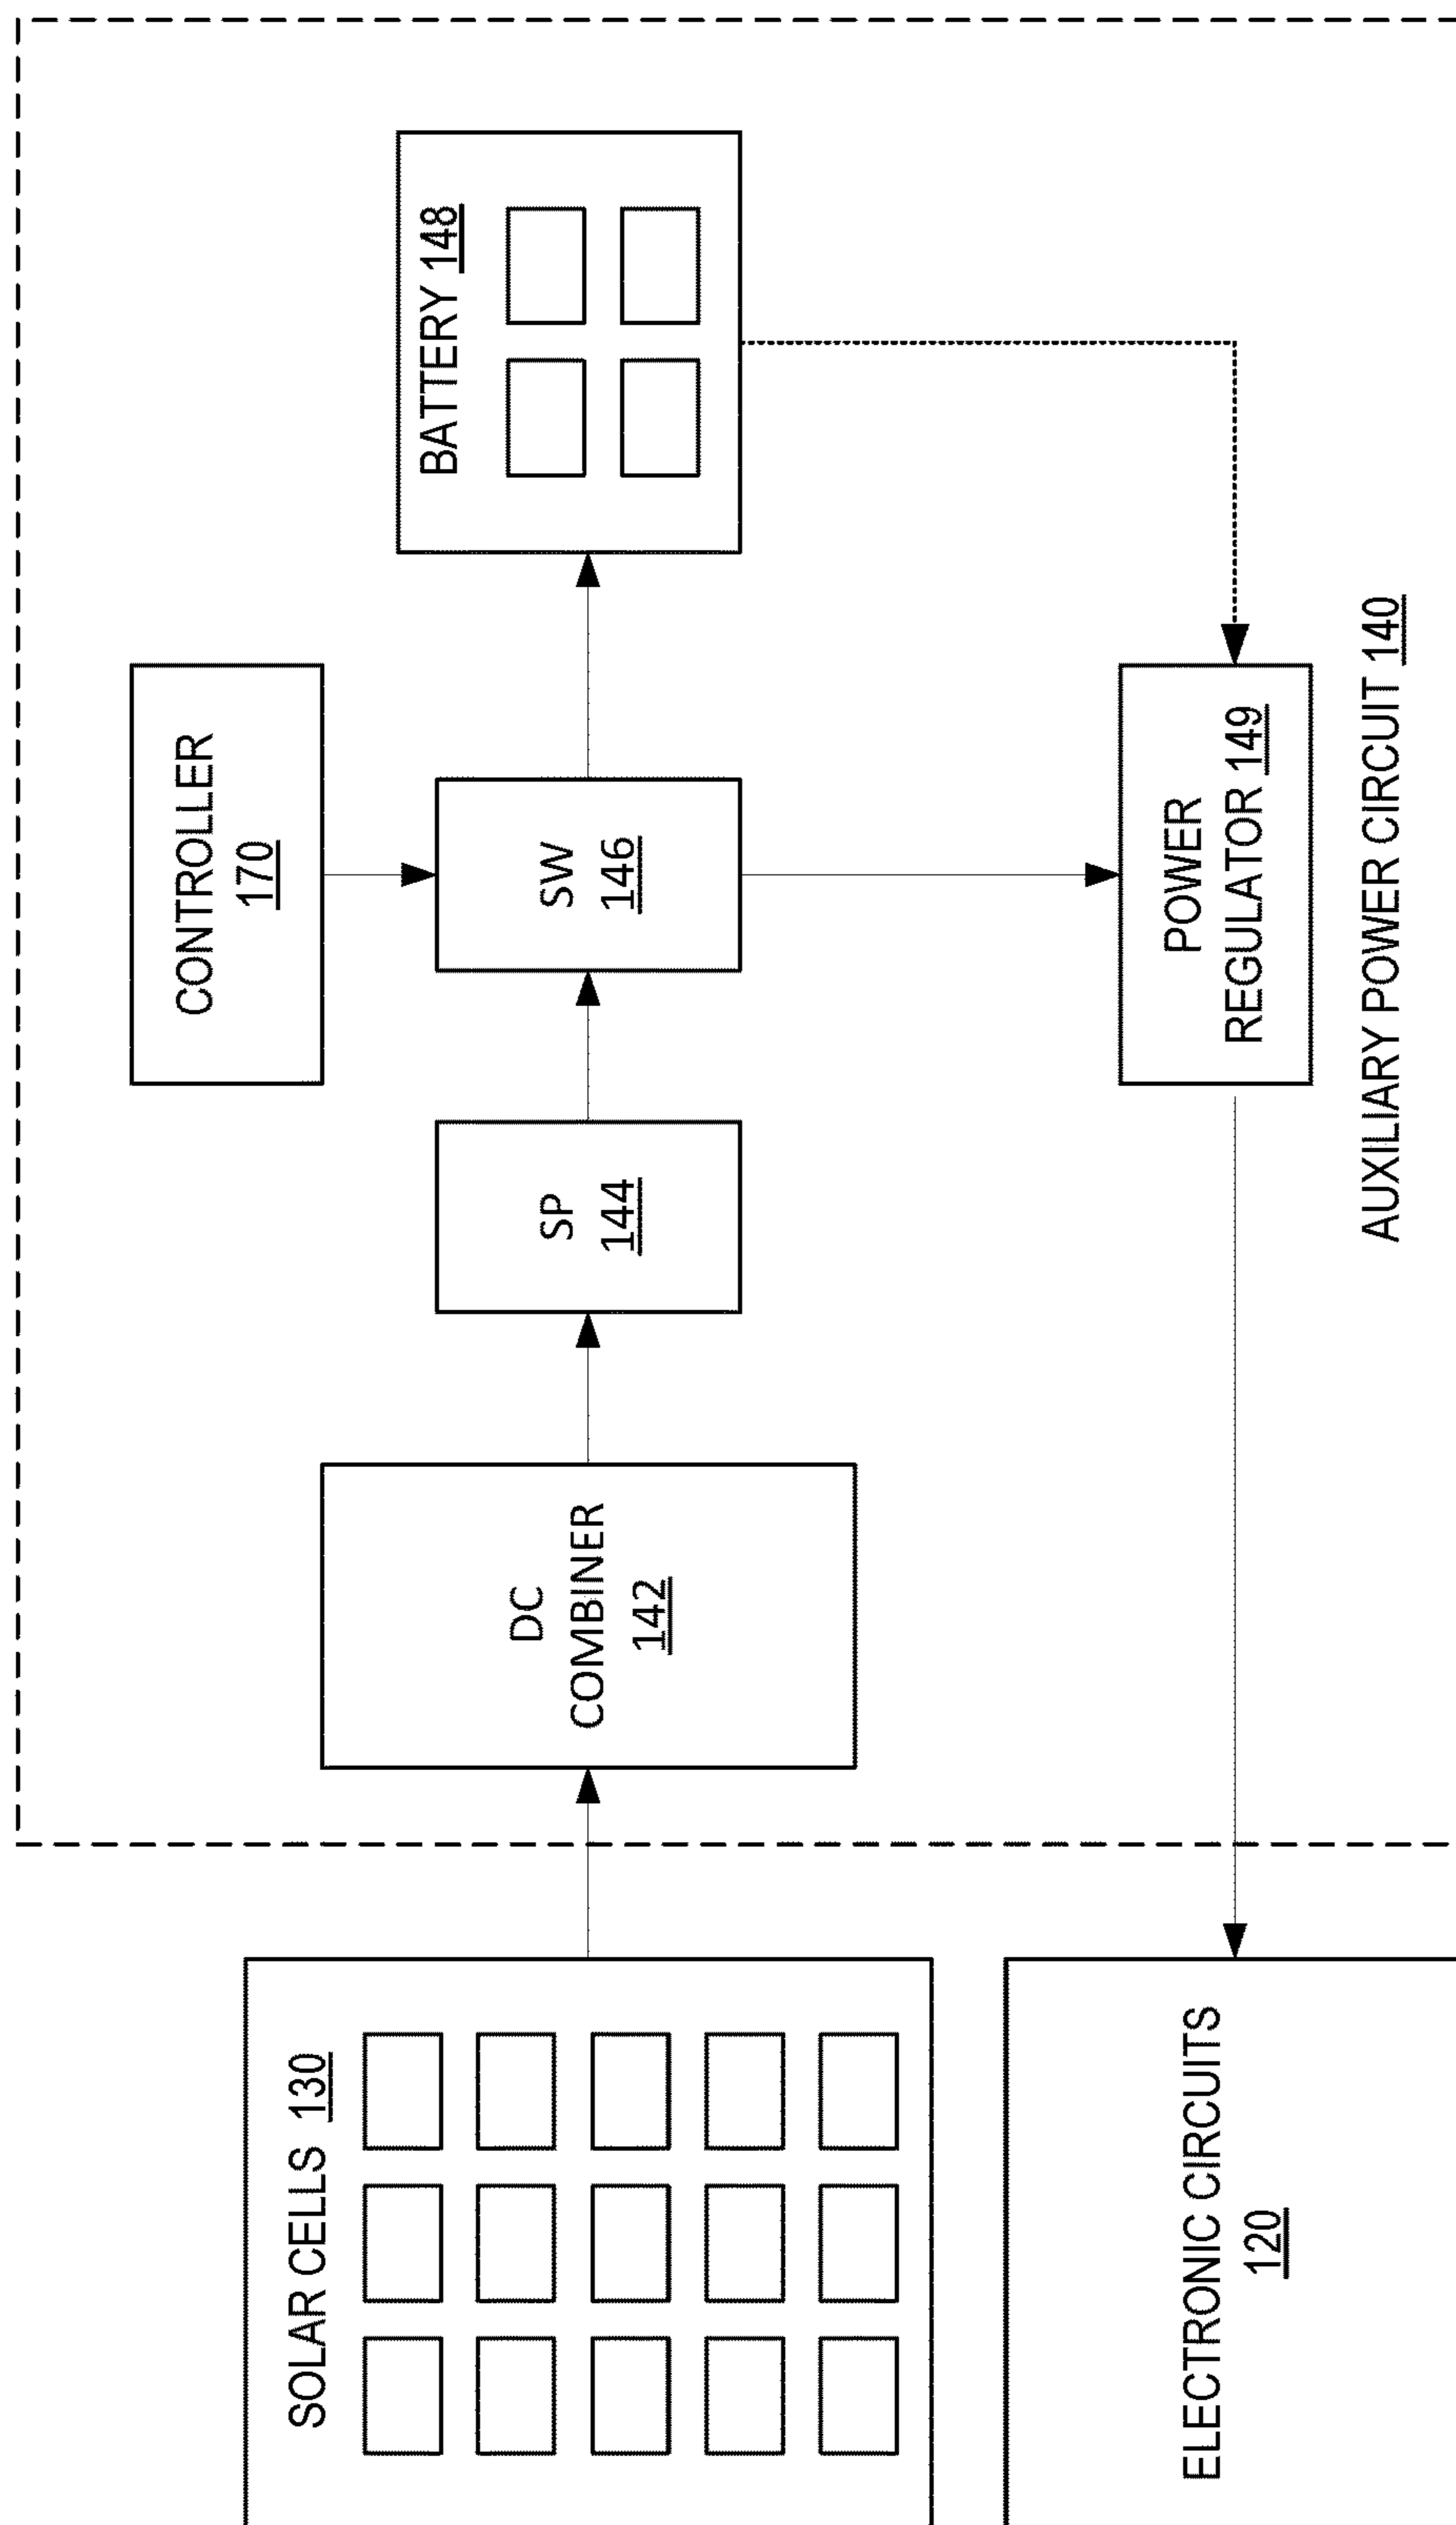 SOLAR CELLS 130
DC
COMBINER
142
SP
144
CONTROLLER
170
SW
146
BATTERY 148
ELECTRONIC CIRCUITS
120
POWER
REGULATOR 149
AUXILIARY POWER CIRCUIT 140